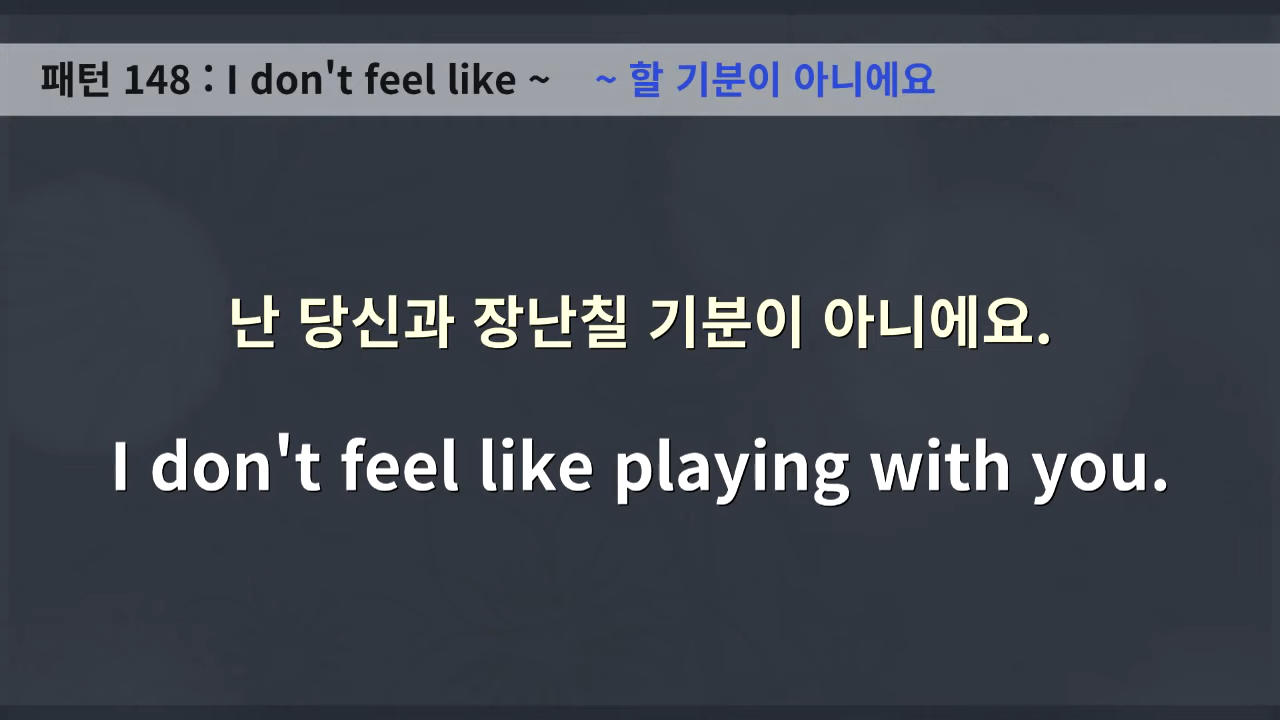 패턴 148 : I don't feel like ~ ~ 할 기분이 아니에요
난 당신과 장난칠 기분이 아니에요.
I don't feel like playing with you.